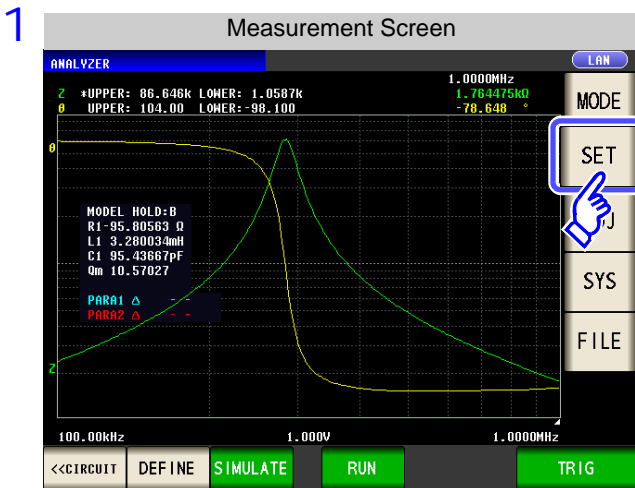 1
Measurement Screen
ANALYZER
LAN
1.0000MHz
Z *UPPER: 86.646k LOWER: 1.0587k 1.764475kΩ
θ UPPER: 104.00 LOWER:-98.100 -78.648 °
MODE
θ
SET
MODEL HOLD:B
R1-95.80563 Ω
L1 3.280034mH
C1 95.43667pF
Qm 10.57027
SYS
PARA1 Δ - -
PARA2 Δ - -
FILE
Z
100.00kHz 1.000V 1.0000MHz
<<CIRCUIT DEFINE SIMULATE RUN TRIG